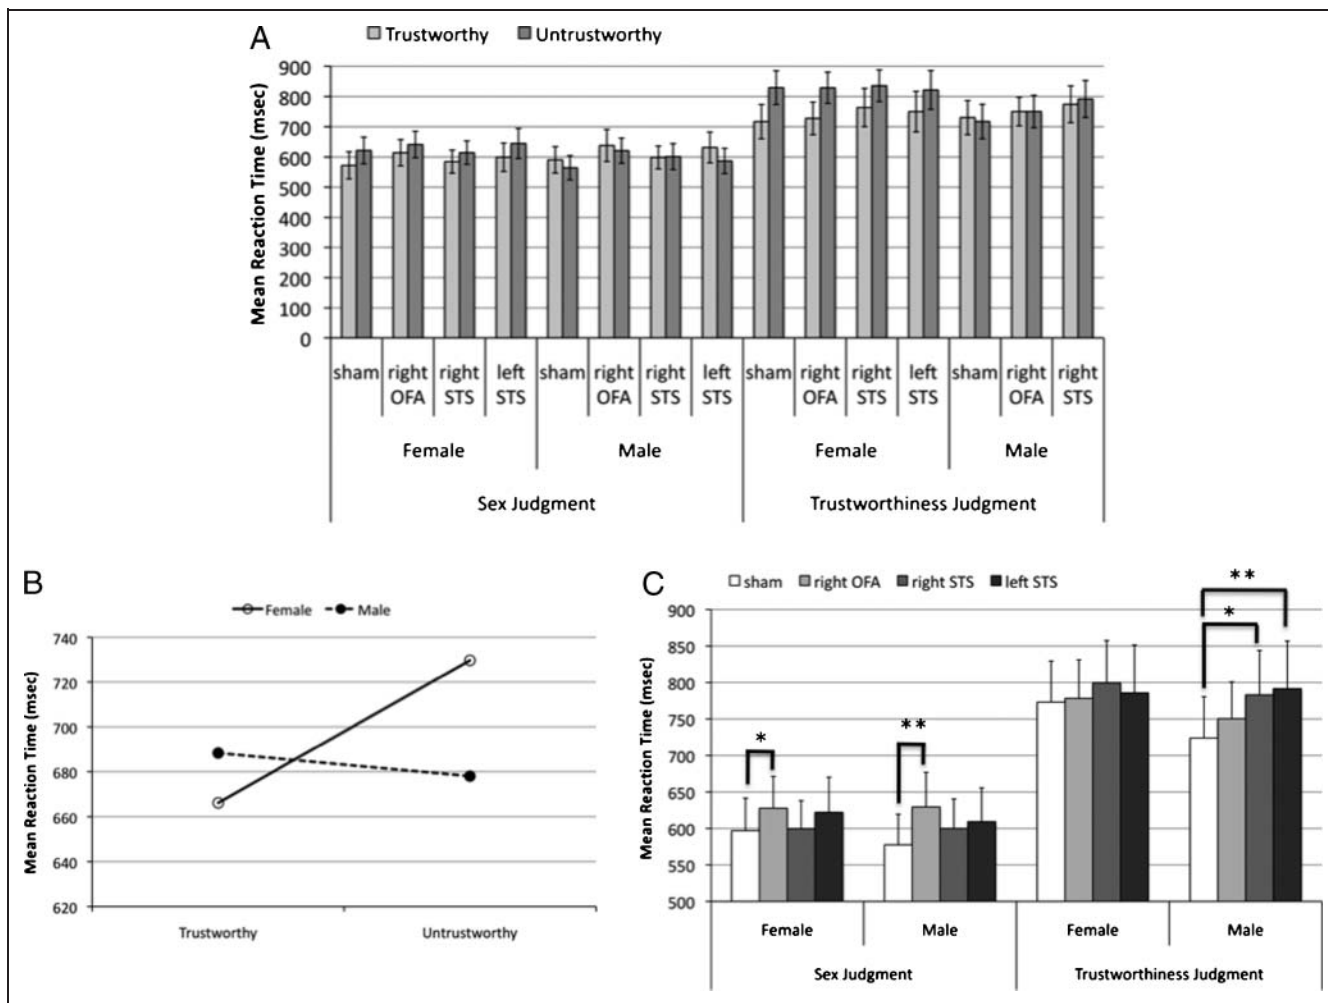 A
Trustworthy Untrustworthy
Mean Reaction Time (msec)
900
800
700
600
500
400
300
200
100
0
sham right OFA right STS left STS sham right OFA right STS left STS sham right OFA right STS left STS sham right OFA right STS
Female Male Female Male
Sex Judgment Trustworthiness Judgment
B
Female Male
Mean Reaction Time (msec)
740
720
700
680
660
640
620
Trustworthy Untrustworthy
C
sham right OFA right STS left STS
Mean Reaction Time (msec)
900
850
800
750
700
650
600
550
500
* ** * **
Female Male Female Male
Sex Judgment Trustworthiness Judgment